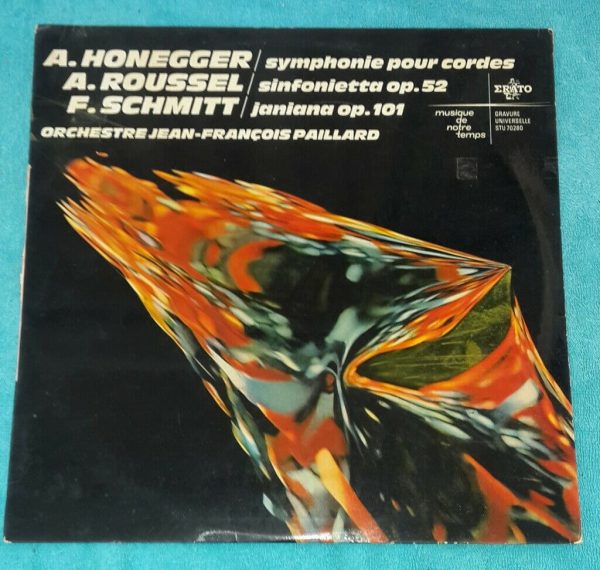 A. HONEGGER / symphonie pour cordes
A. ROUSSEL / sinfonietta op. 52
F. SCHMITT / janiana op. 101
ORCHESTRE JEAN-FRANÇOIS PAILLARD
musique
de
notre
temps
ERATO
GRAVURE
UNIVERSELLE
STU 70280